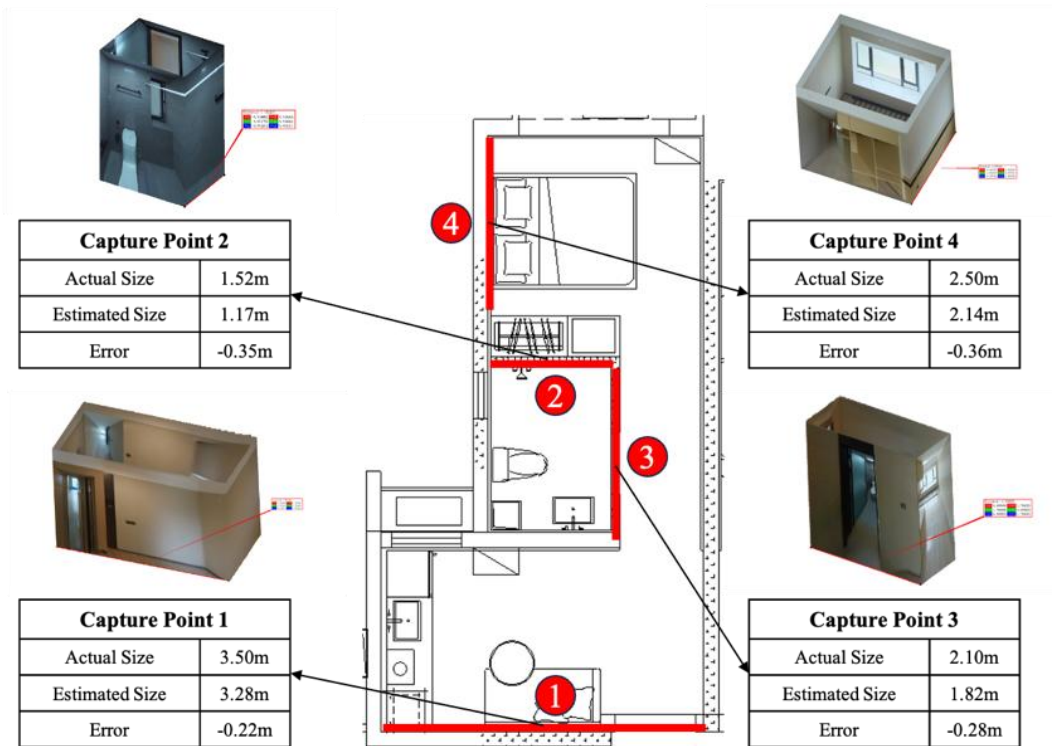 Capture Point 2
Actual Size 1.52m
Estimated Size 1.17m
Error -0.35m
Capture Point 4
Actual Size 2.50m
Estimated Size 2.14m
Error -0.36m
4
2
3
1
Capture Point 1
Actual Size 3.50m
Estimated Size 3.28m
Error -0.22m
Capture Point 3
Actual Size 2.10m
Estimated Size 1.82m
Error -0.28m